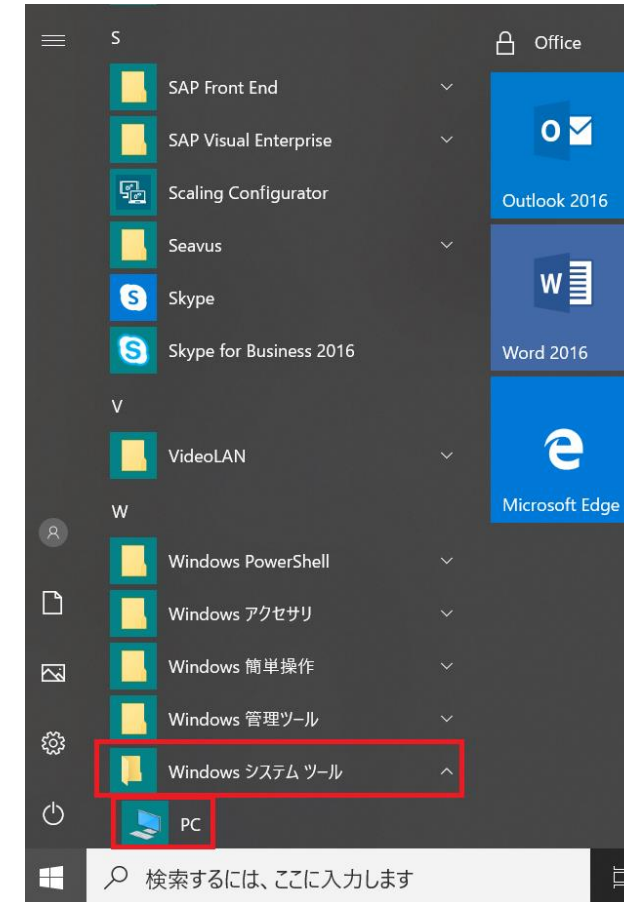 S
SAP Front End
SAP Visual Enterprise
Scaling Configurator
Seavus
Skype
Skype for Business 2016
V
VideoLAN
W
Windows PowerShell
Windows アクセサリ
Windows 簡単操作
Windows 管理ツール
Windows システム ツール
PC
検索するには、ここに入力します
Office
Outlook 2016
Word 2016
Microsoft Edge